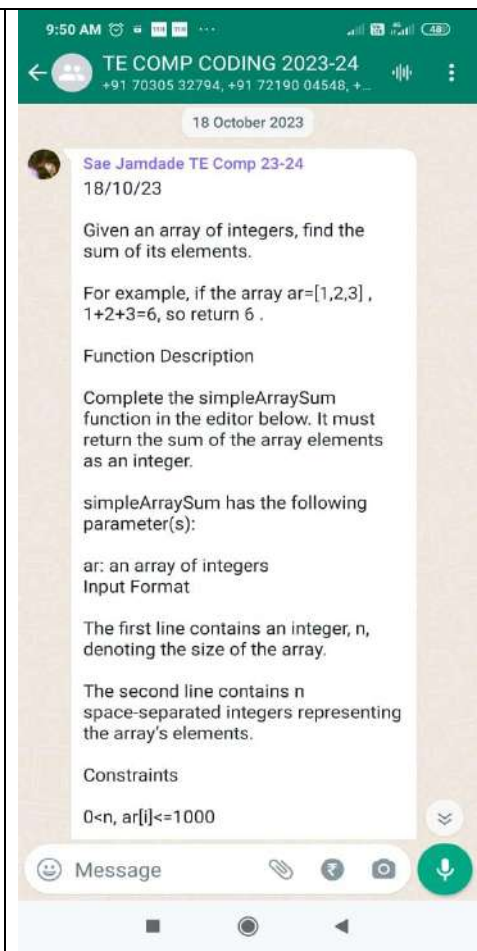 9:50 AM
48
TE COMP CODING 2023-24
+91 70305 32794, +91 72190 04548, +...
18 October 2023
Sae Jamdade TE Comp 23-24
18/10/23
Given an array of integers, find the
sum of its elements.
For example, if the array ar=[1,2,3] ,
1+2+3=6, so return 6 .
Function Description
Complete the simpleArraySum
function in the editor below. It must
return the sum of the array elements
as an integer.
simpleArraySum has the following
parameter(s):
ar: an array of integers
Input Format
The first line contains an integer, n,
denoting the size of the array.
The second line contains n
space-separated integers representing
the array's elements.
Constraints
0<n, ar[i]<=1000
Message